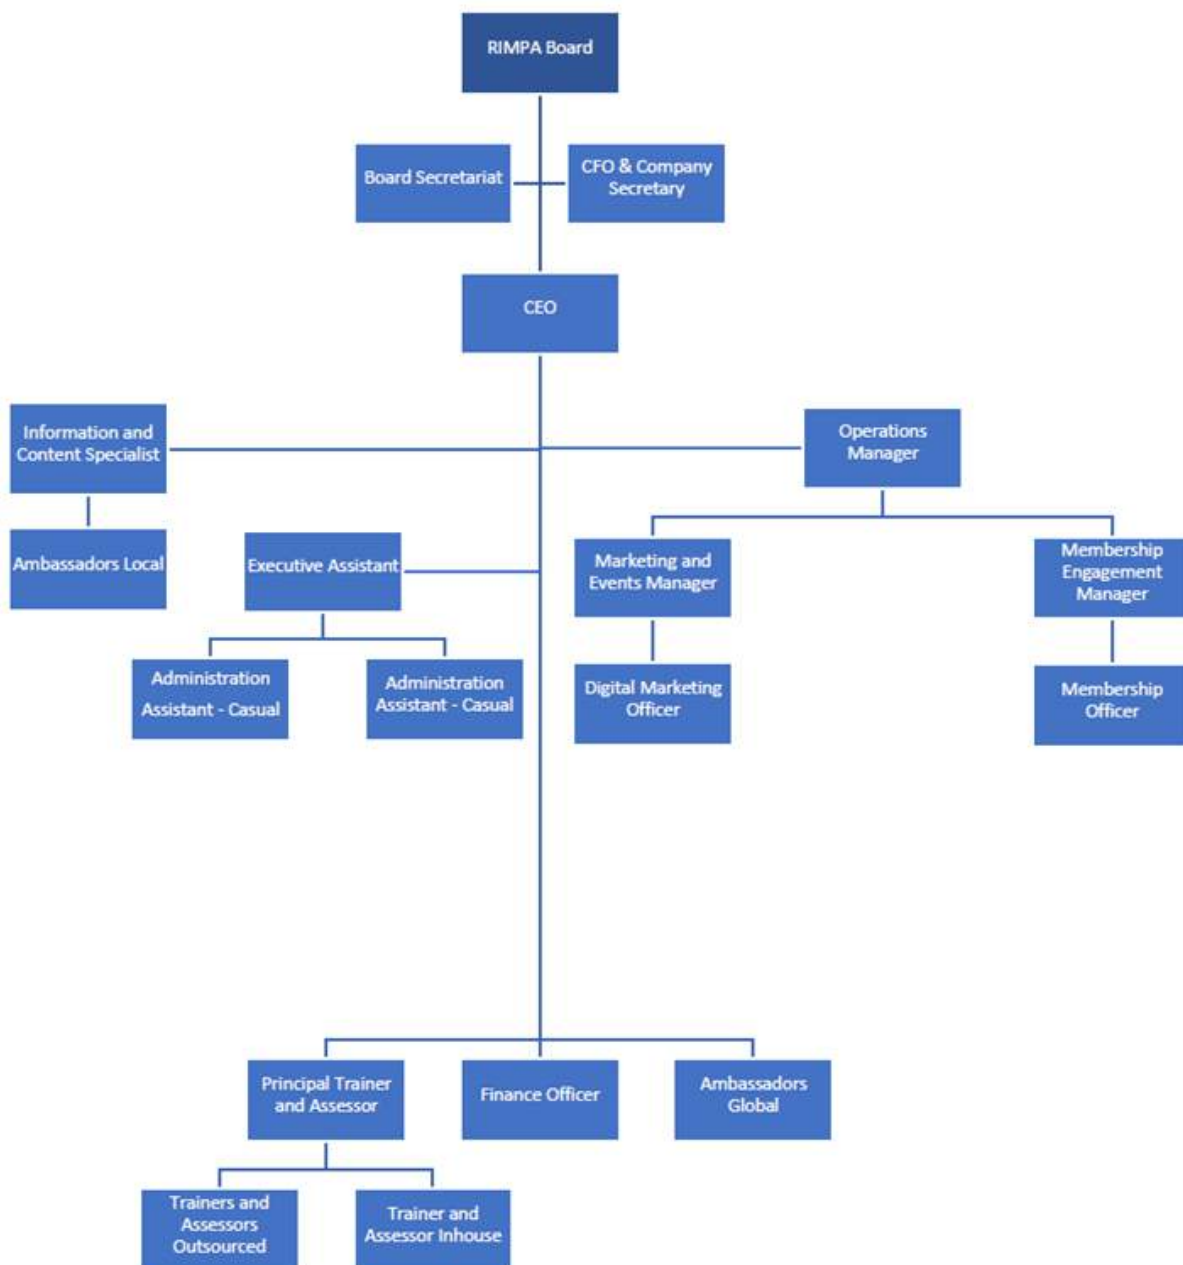 RIMPA Board
Board Secretariat
CFO & Company
Secretary
CEO
Information and
Content Specialist
Operations
Manager
Ambassadors Local
Executive Assistant
Marketing and
Events Manager
Membership
Engagement
Manager
Administration
Assistant - Casual
Administration
Assistant - Casual
Digital Marketing
Officer
Membership
Officer
Principal Trainer
and Assessor
Finance Officer
Ambassadors
Global
Trainers and
Assessors
Outsourced
Trainer and
Assessor Inhouse